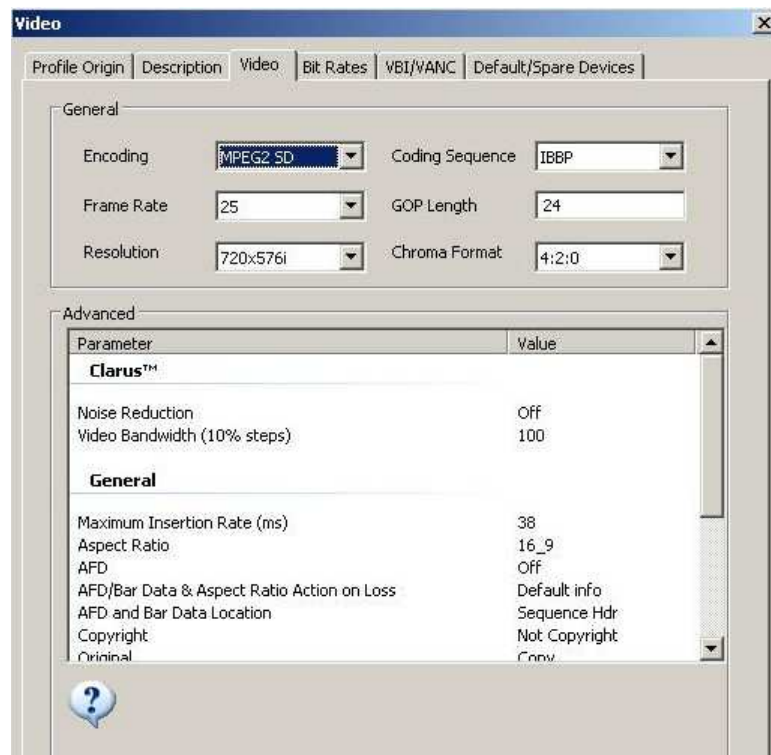 Video
Profile Origin Description Video Bit Rates VBI/VANC Default/Spare Devices
General
Encoding MPEG2 SD Coding Sequence IBBP
Frame Rate 25 GOP Length 24
Resolution 720x576i Chroma Format 4:2:0
Advanced
Parameter Value
Clarus™
Noise Reduction Off
Video Bandwidth (10% steps) 100
General
Maximum Insertion Rate (ms) 38
Aspect Ratio 16_9
AFD Off
AFD/Bar Data & Aspect Ratio Action on Loss Default info
AFD and Bar Data Location Sequence Hdr
Copyright Not Copyright
Original Copy